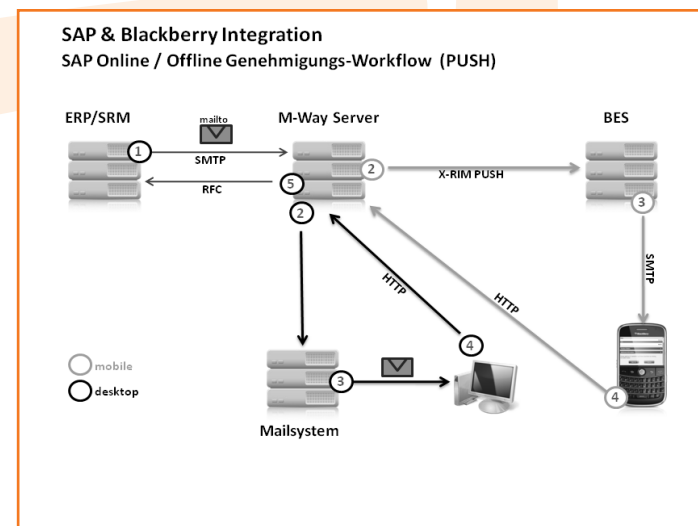 SAP & Blackberry Integration
SAP Online / Offline Genehmigungs-Workflow (PUSH)
ERP/SRM
mailto
M-Way Server
BES
1
SMTP
2
X-RIM PUSH
RFC
5
2
3
SMTP
HTTP
HTTP
4
mobile
desktop
3
4
Mailsystem